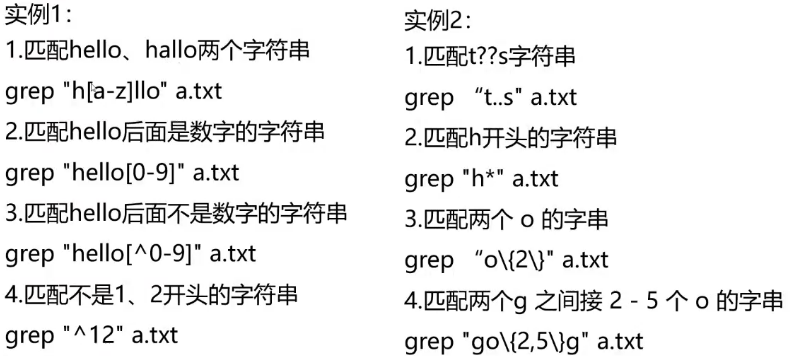 实例1:
1.匹配hello、hallo两个字符串
grep "h[a-z]llo" a.txt
2.匹配hello后面是数字的字符串
grep "hello[0-9]" a.txt
3.匹配hello后面不是数字的字符串
grep "hello[^0-9]" a.txt
4.匹配不是1、2开头的字符串
grep "^12" a.txt
实例2:
1.匹配t??s字符串
grep “t..s" a.txt
2.匹配h开头的字符串
grep "h*" a.txt
3.匹配两个 o 的字串
grep “o\{2\}" a.txt
4.匹配两个g 之间接 2 - 5 个 o 的字串
grep "go\{2,5\}g" a.txt